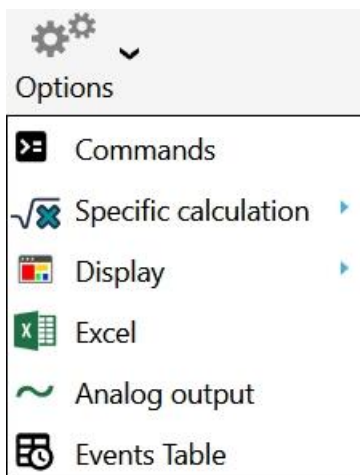 Options
Commands
Specific calculation
Display
Excel
Analog output
Events Table